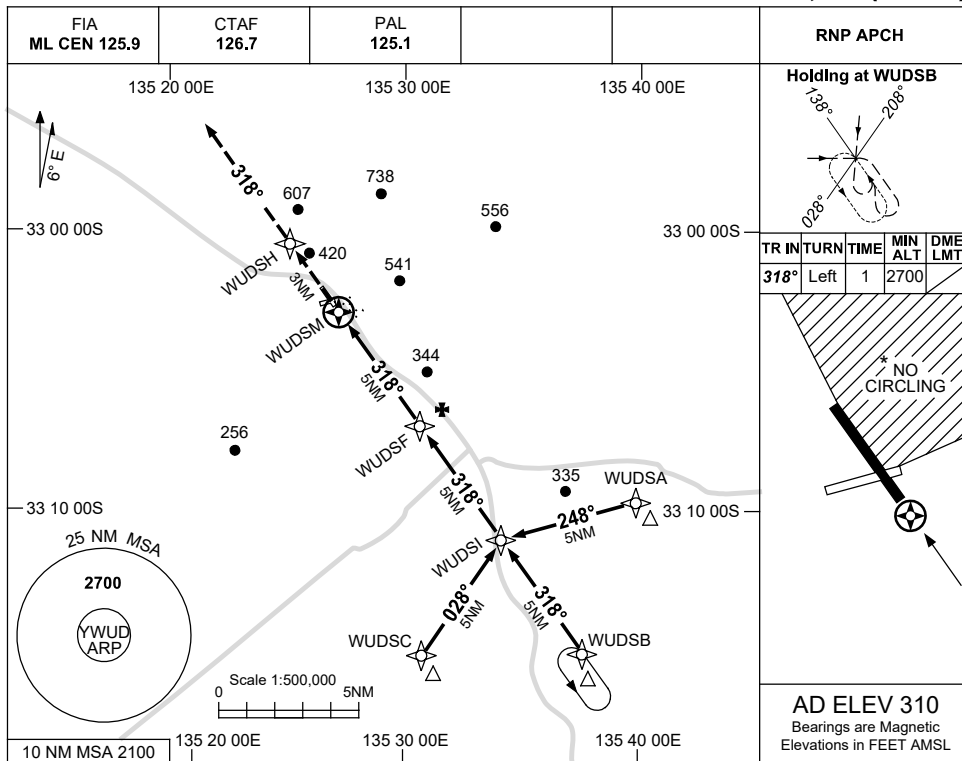 FIA
ML CEN 125.9
CTAF
126.7
PAL
125.1
RNP APCH
135 20 00E
135 30 00E
135 40 00E
Holding at WUDSB
138°
208°
028°
6° E
318°
607
738
556
33 00 00S
33 00 00S
WUDSH
420
3NM
541
TR IN
TURN
TIME
MIN
ALT
DME
LMT
318°
Left
1
2700
WUDSM
344
318°
5NM
* NO
CIRCLING
256
WUDSF
318°
5NM
335
WUDSA
33 10 00S
33 10 00S
248°
5NM
WUDSI
25 NM MSA
2700
YWUD
ARP
028°
5NM
318°
5NM
WUDSC
WUDSB
Scale 1:500,000
0
5NM
AD ELEV 310
Bearings are Magnetic
Elevations in FEET AMSL
10 NM MSA 2100
135 20 00E
135 30 00E
135 40 00E